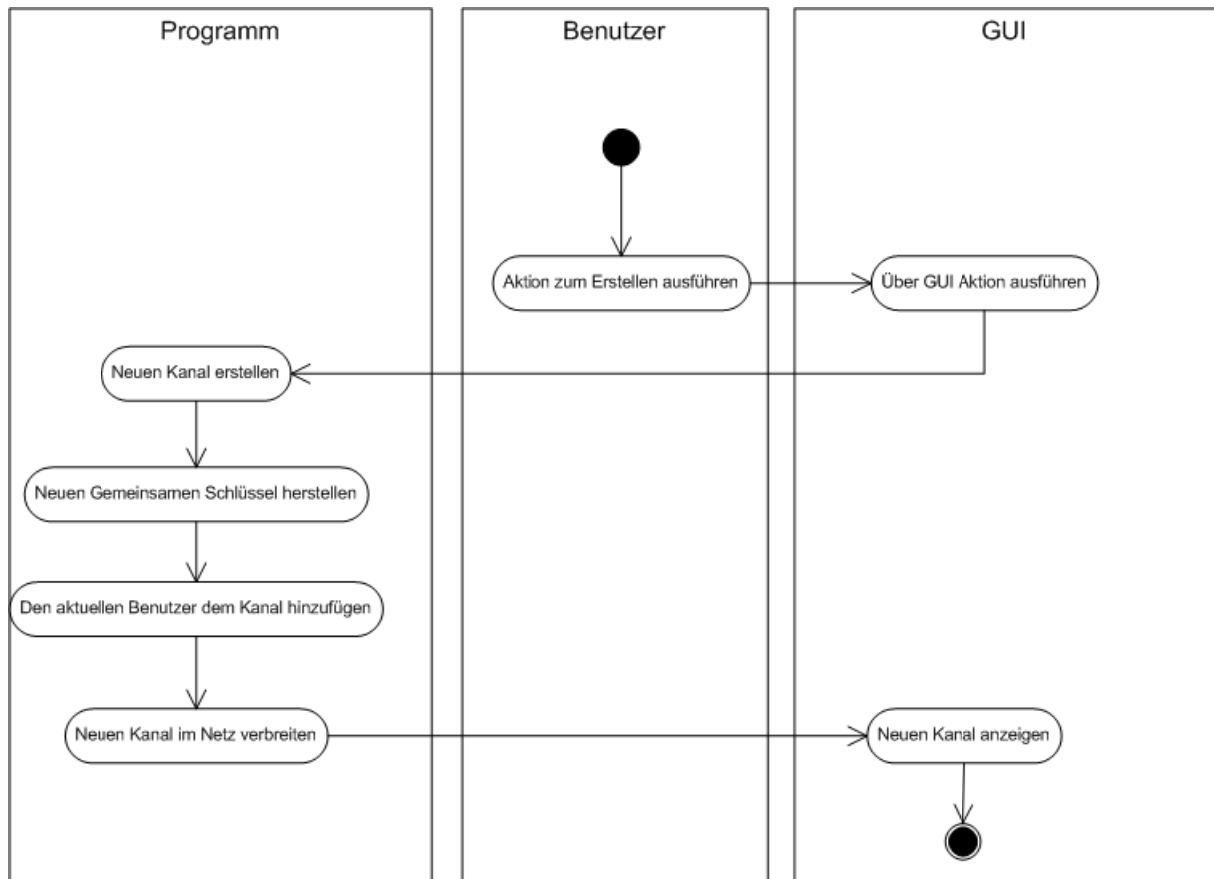 Programm
Benutzer
GUI
Aktion zum Erstellen ausführen
Über GUI Aktion ausführen
Neuen Kanal erstellen
Neuen Gemeinsamen Schlüssel herstellen
Den aktuellen Benutzer dem Kanal hinzufügen
Neuen Kanal im Netz verbreiten
Neuen Kanal anzeigen